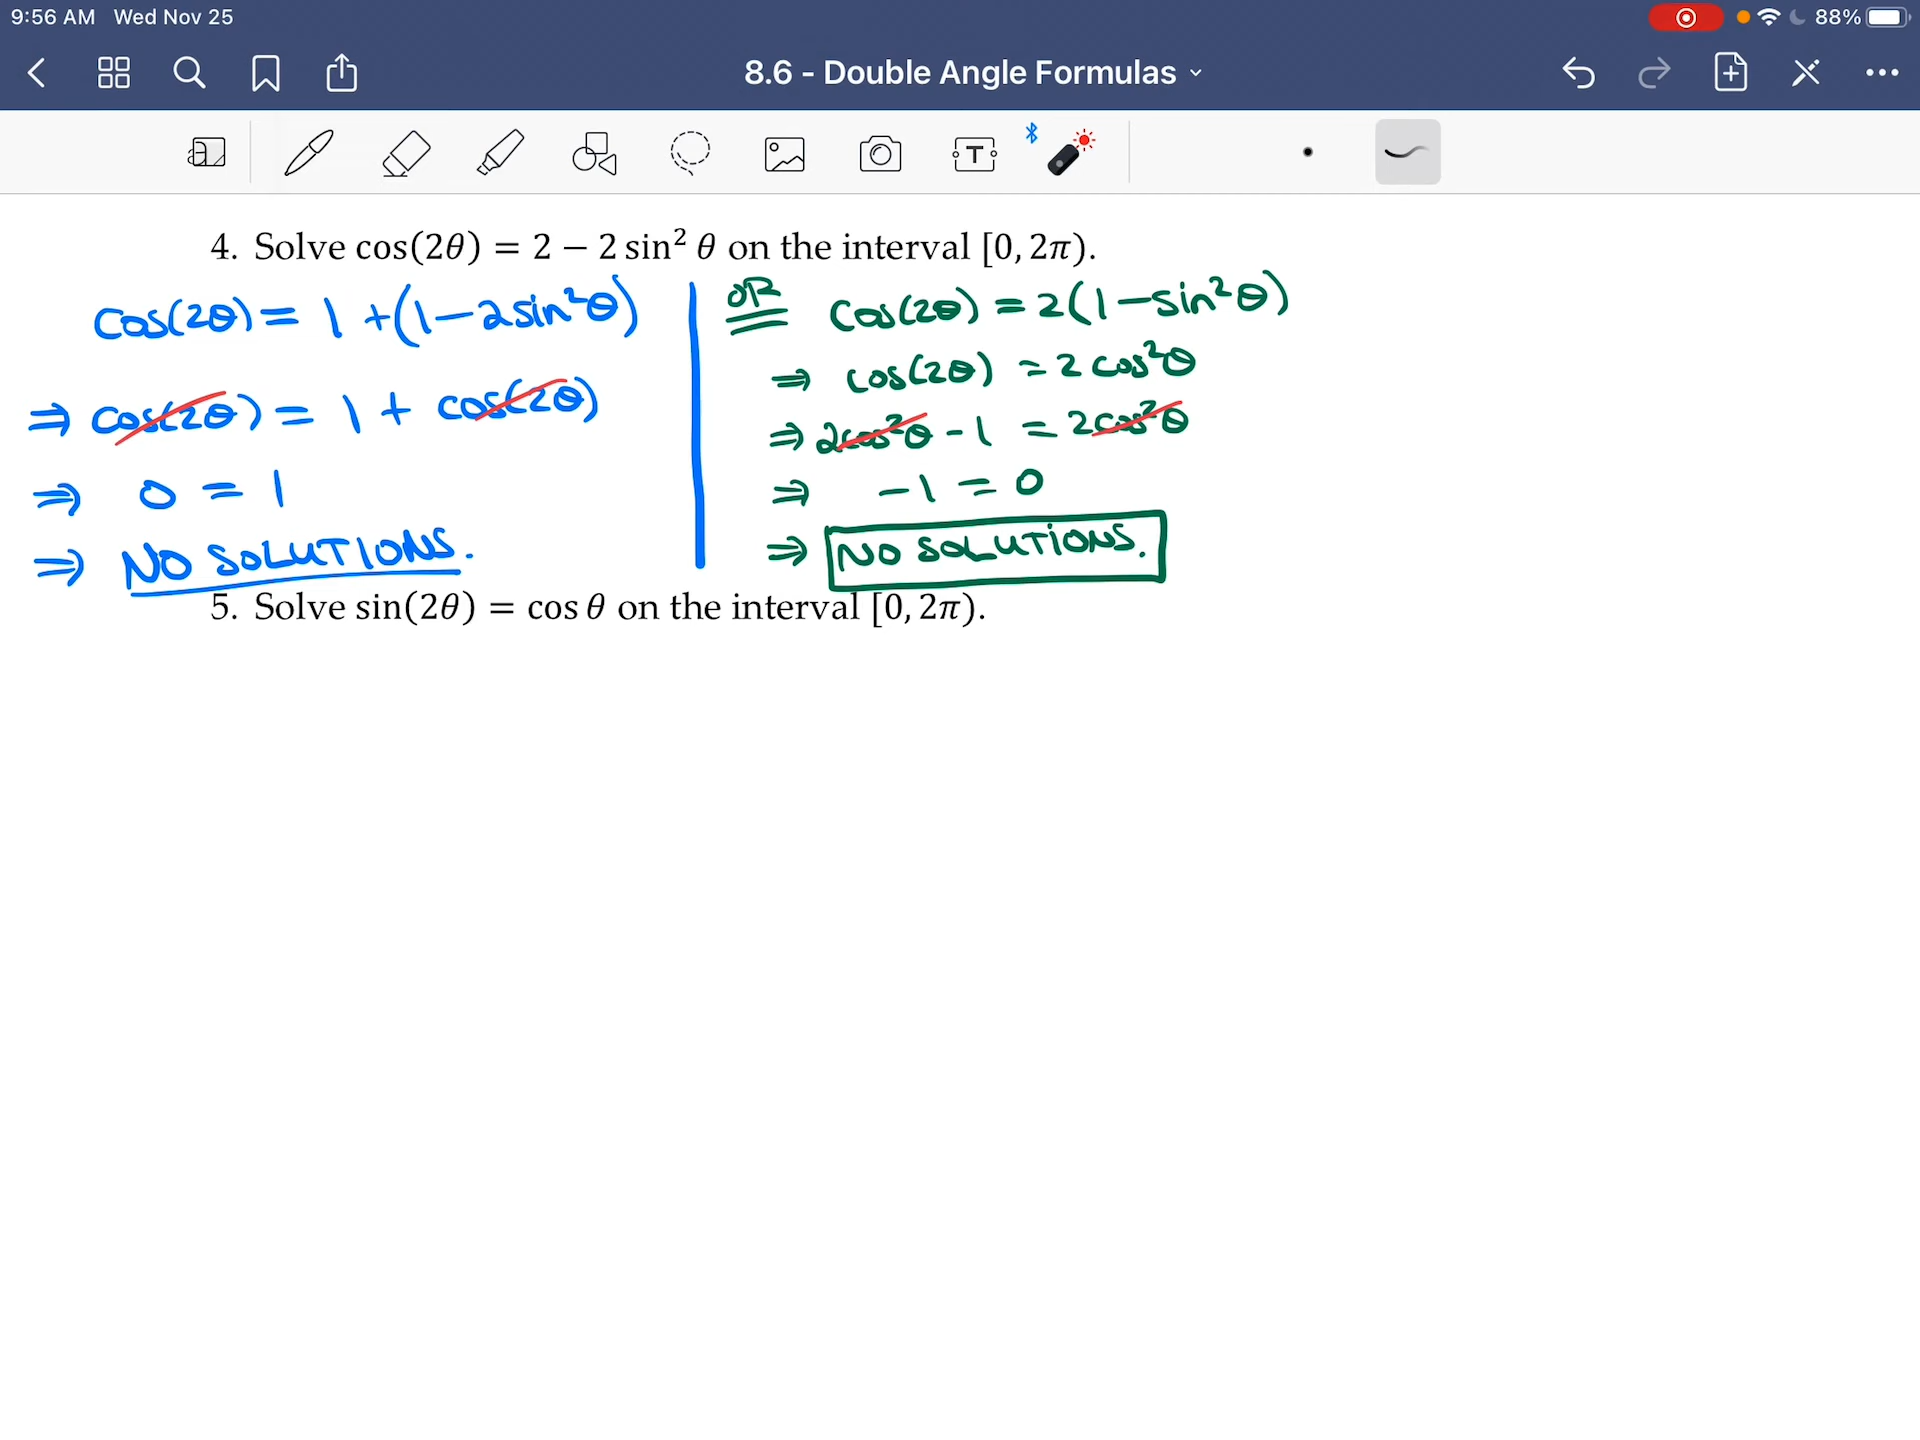 9:56 AM Wed Nov 25
88%
8.6 - Double Angle Formulas
T
4. Solve cos(2θ) = 2 − 2 sin² θ on the interval [0, 2π).
cos(2θ) = 1 + (1 − 2sin²θ)
⇒ cos(2θ) = 1 + cos(2θ)
⇒ 0 = 1
⇒ NO SOLUTIONS.
OR cos(2θ) = 2(1 − sin²θ)
⇒ cos(2θ) = 2 cos²θ
⇒ 2cos²θ − 1 = 2cos²θ
⇒ −1 = 0
⇒ NO SOLUTIONS.
5. Solve sin(2θ) = cos θ on the interval [0, 2π).